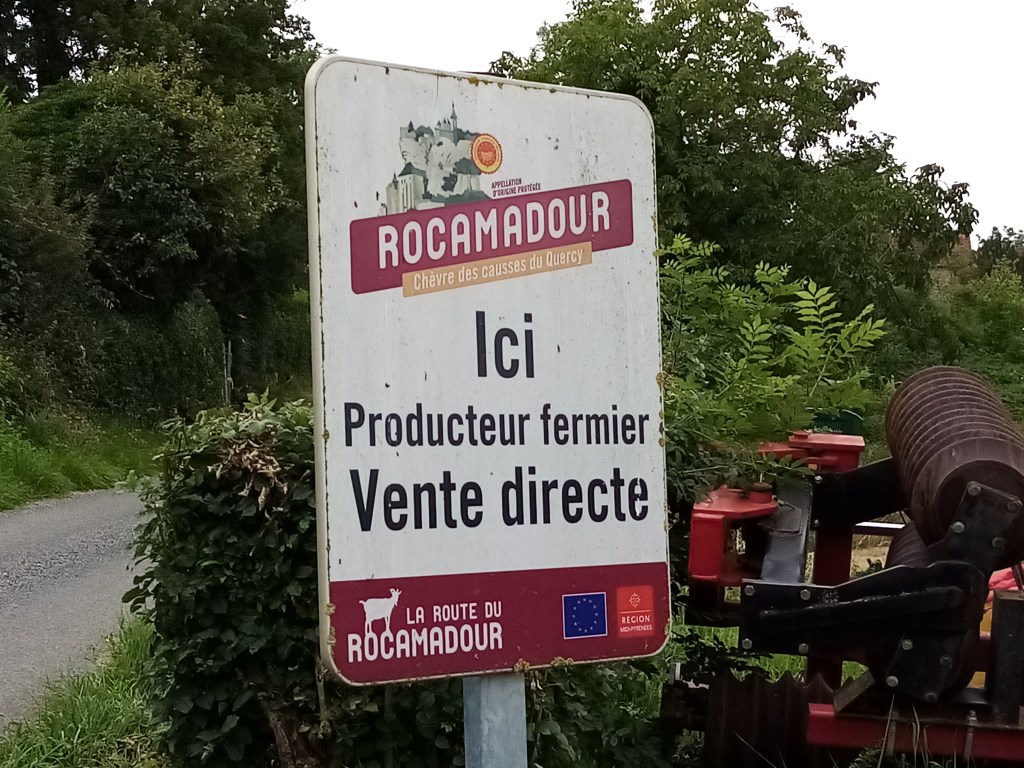 APPELLATION
D'ORIGINE PROTÉGÉE
ROCAMADOUR
Chèvre des causses du Quercy
Ici
Producteur fermier
Vente directe
LA ROUTE DU
ROCAMADOUR
RÉGION
MIDI-PYRÉNÉES